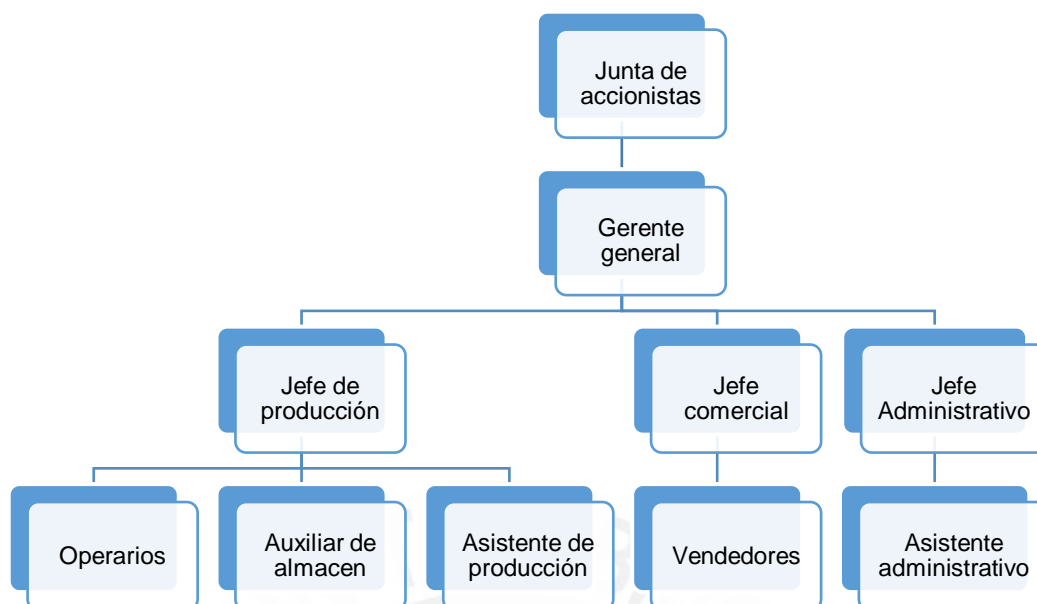 Junta de
accionistas
Gerente
general
Jefe de
producción
Jefe
comercial
Jefe
Administrativo
Operarios
Auxiliar de
almacen
Asistente de
producción
Vendedores
Asistente
administrativo